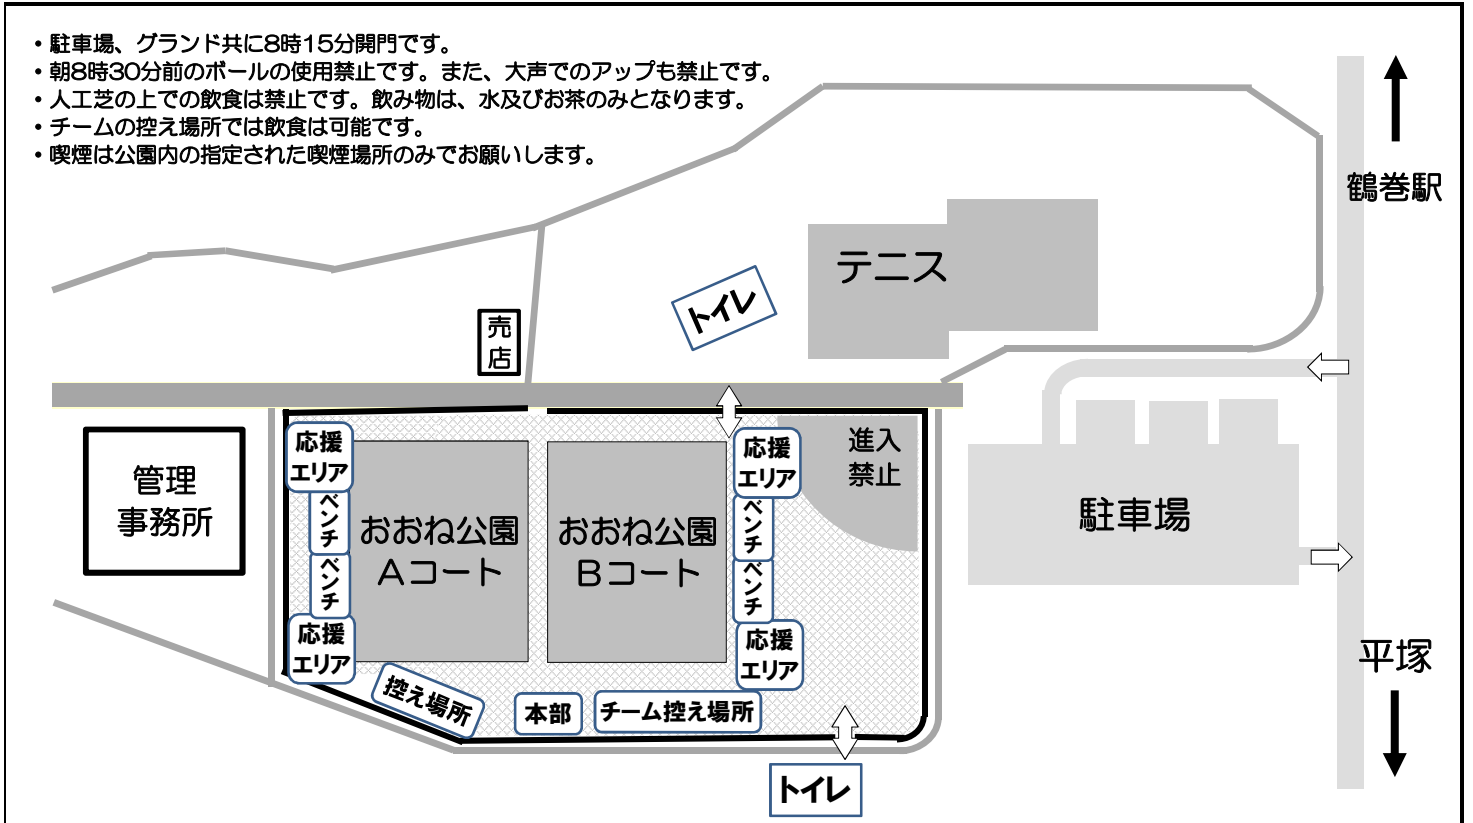 ・駐車場、グランド共に8時15分開門です。
・朝8時30分前のボールの使用禁止です。また、大声でのアップも禁止です。
・人工芝の上での飲食は禁止です。飲み物は、水及びお茶のみとなります。
・チームの控え場所では飲食は可能です。
・喫煙は公園内の指定された喫煙場所のみでお願いします。
鶴巻駅
テニス
トイレ
売
店
管理
事務所
応援
エリア
ベンチ
ベンチ
応援
エリア
おおね公園
Aコート
おおね公園
Bコート
応援
エリア
ベンチ
ベンチ
応援
エリア
進入
禁止
駐車場
平塚
控え場所
本部
チーム控え場所
トイレ